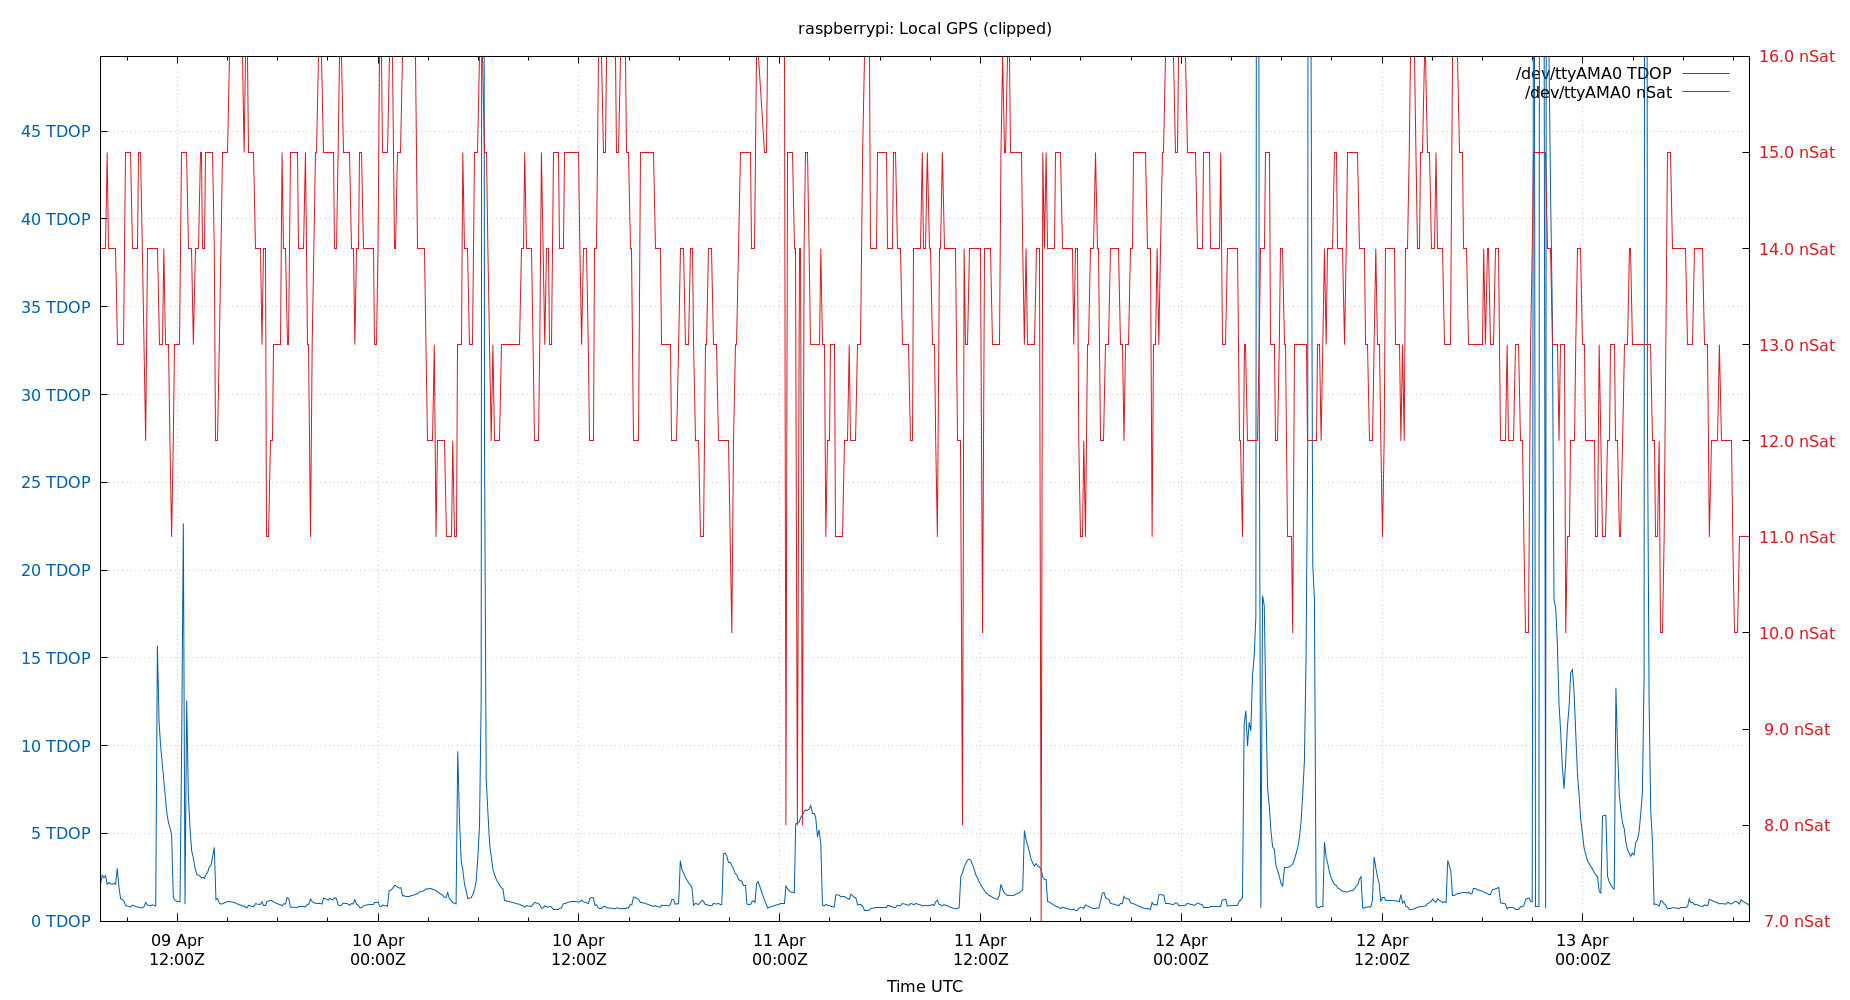 raspberrypi: Local GPS (clipped)
/dev/ttyAMA0 TDOP
/dev/ttyAMA0 nSat
45 TDOP
40 TDOP
35 TDOP
30 TDOP
25 TDOP
20 TDOP
15 TDOP
10 TDOP
5 TDOP
0 TDOP
16.0 nSat
15.0 nSat
14.0 nSat
13.0 nSat
12.0 nSat
11.0 nSat
10.0 nSat
9.0 nSat
8.0 nSat
7.0 nSat
09 Apr
12:00Z
10 Apr
00:00Z
10 Apr
12:00Z
11 Apr
00:00Z
11 Apr
12:00Z
12 Apr
00:00Z
12 Apr
12:00Z
13 Apr
00:00Z
Time UTC